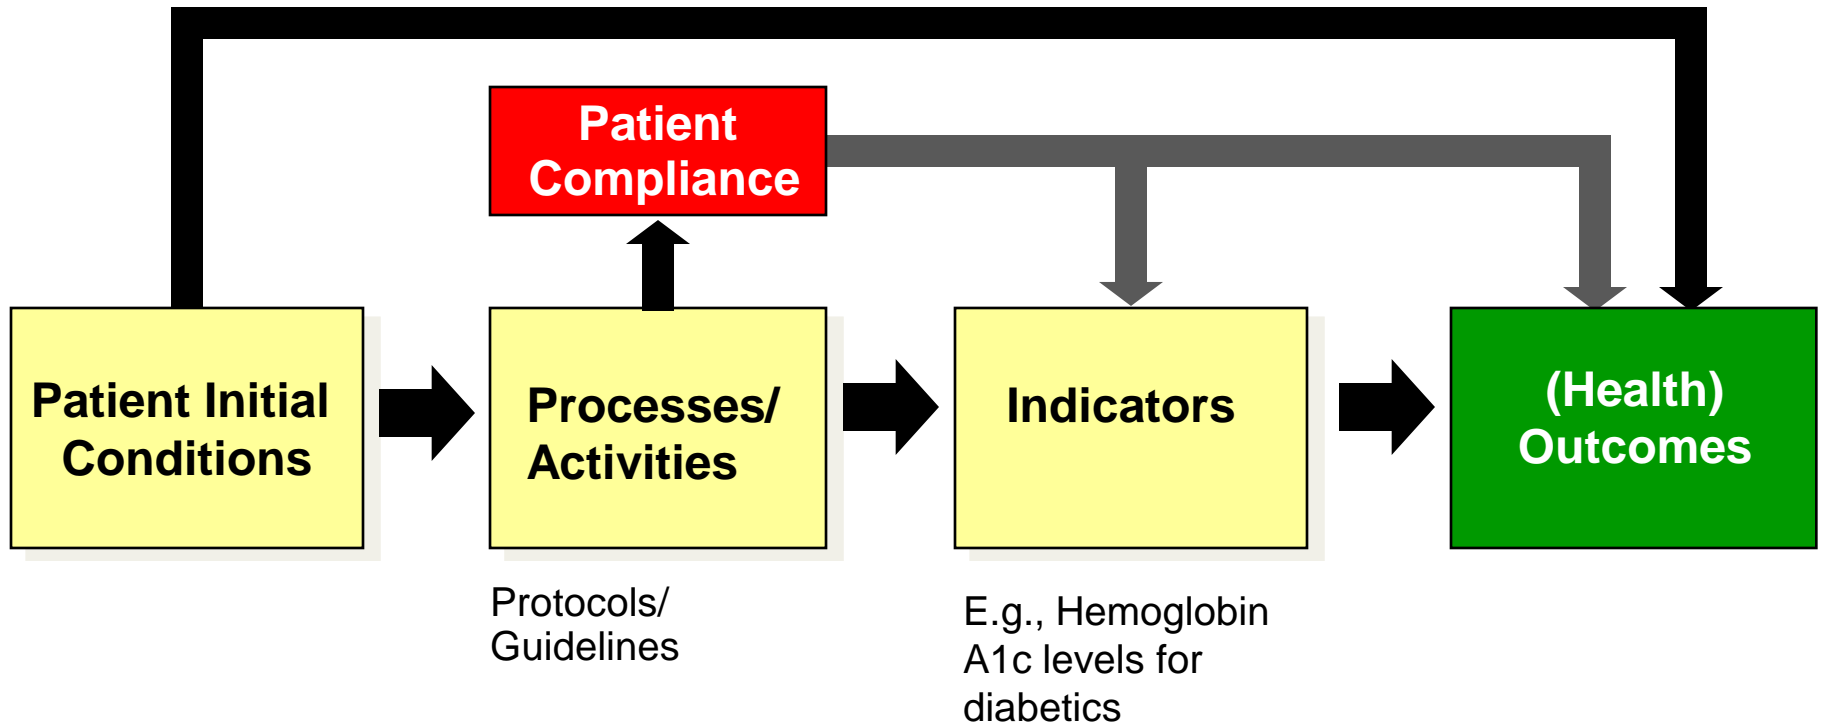 Patient
Compliance
Patient Initial
Conditions
Processes/
Activities
Indicators
(Health)
Outcomes
Protocols/
Guidelines
E.g., Hemoglobin
A1c levels for
diabetics